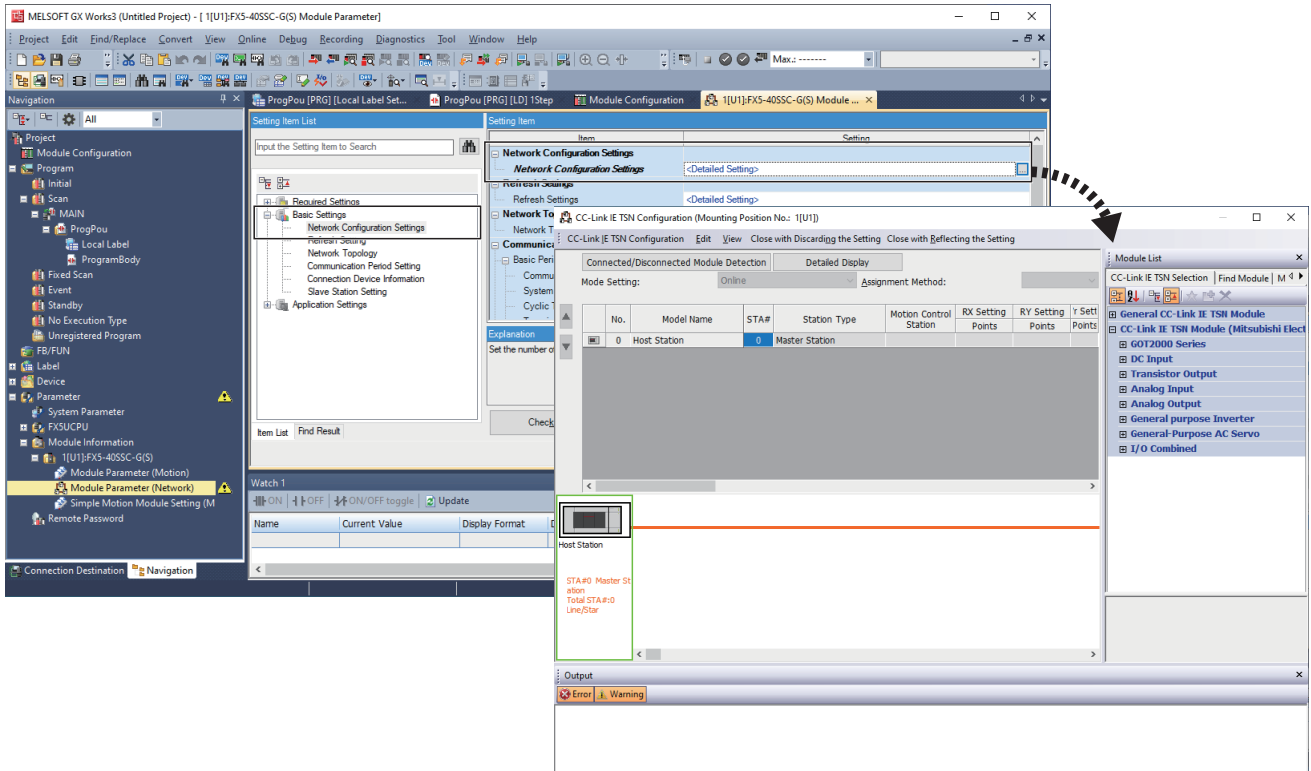 MELSOFT GX Works3 (Untitled Project) - [ 1[U1]:FX5-40SSC-G(S) Module Parameter]
Project Edit Find/Replace Convert View Online Debug Recording Diagnostics Tool Window Help
Max.: -------
Navigation
ProgPou [PRG] [Local Label Set...
ProgPou [PRG] [LD] 1Step
Module Configuration
1[U1]:FX5-40SSC-G(S) Module ...
All
Project
Module Configuration
Program
Initial
Scan
MAIN
ProgPou
Local Label
ProgramBody
Fixed Scan
Event
Standby
No Execution Type
Unregistered Program
FB/FUN
Label
Device
Parameter
System Parameter
FX5UCPU
Module Information
1[U1]:FX5-40SSC-G(S)
Module Parameter (Motion)
Module Parameter (Network)
Simple Motion Module Setting (M
Remote Password
Connection Destination
Navigation
Setting Item List
Input the Setting Item to Search
Required Settings
Basic Settings
Network Configuration Settings
Refresh Setting
Network Topology
Communication Period Setting
Connection Device Information
Slave Station Setting
Application Settings
Item List
Find Result
Setting Item
Item Setting
Network Configuration Settings
Network Configuration Settings <Detailed Setting>
Refresh Settings
Refresh Settings <Detailed Setting>
Network To
Network T
Communica
Basic Peri
Commu
System
Cyclic T
Explanation
Set the number o
Check
Watch 1
ON OFF ON/OFF toggle Update
Name Current Value Display Format D
CC-Link IE TSN Configuration (Mounting Position No.: 1[U1])
CC-Link IE TSN Configuration Edit View Close with Discarding the Setting Close with Reflecting the Setting
Connected/Disconnected Module Detection
Detailed Display
Mode Setting: Online Assignment Method:
No. Model Name STA# Station Type Motion Control Station RX Setting RY Setting 'r Sett
Points Points Points
0 Host Station 0 Master Station
Host Station
STA#0 Master St
ation
Total STA#:0
Line/Star
Module List
CC-Link IE TSN Selection Find Module M
General CC-Link IE TSN Module
CC-Link IE TSN Module (Mitsubishi Elect
GOT2000 Series
DC Input
Transistor Output
Analog Input
Analog Output
General purpose Inverter
General-Purpose AC Servo
I/O Combined
Output
Error
Warning